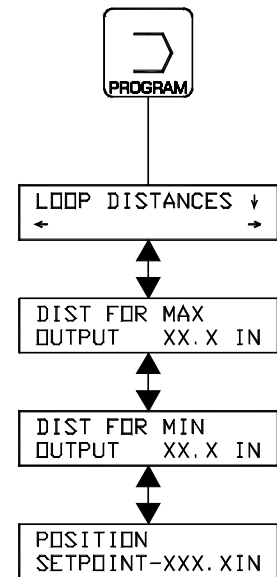 PROGRAM
LOOP DISTANCES ↓
← →
DIST FOR MAX
OUTPUT XX.X IN
DIST FOR MIN
OUTPUT XX.X IN
POSITION
SETPOINT-XXX.XIN